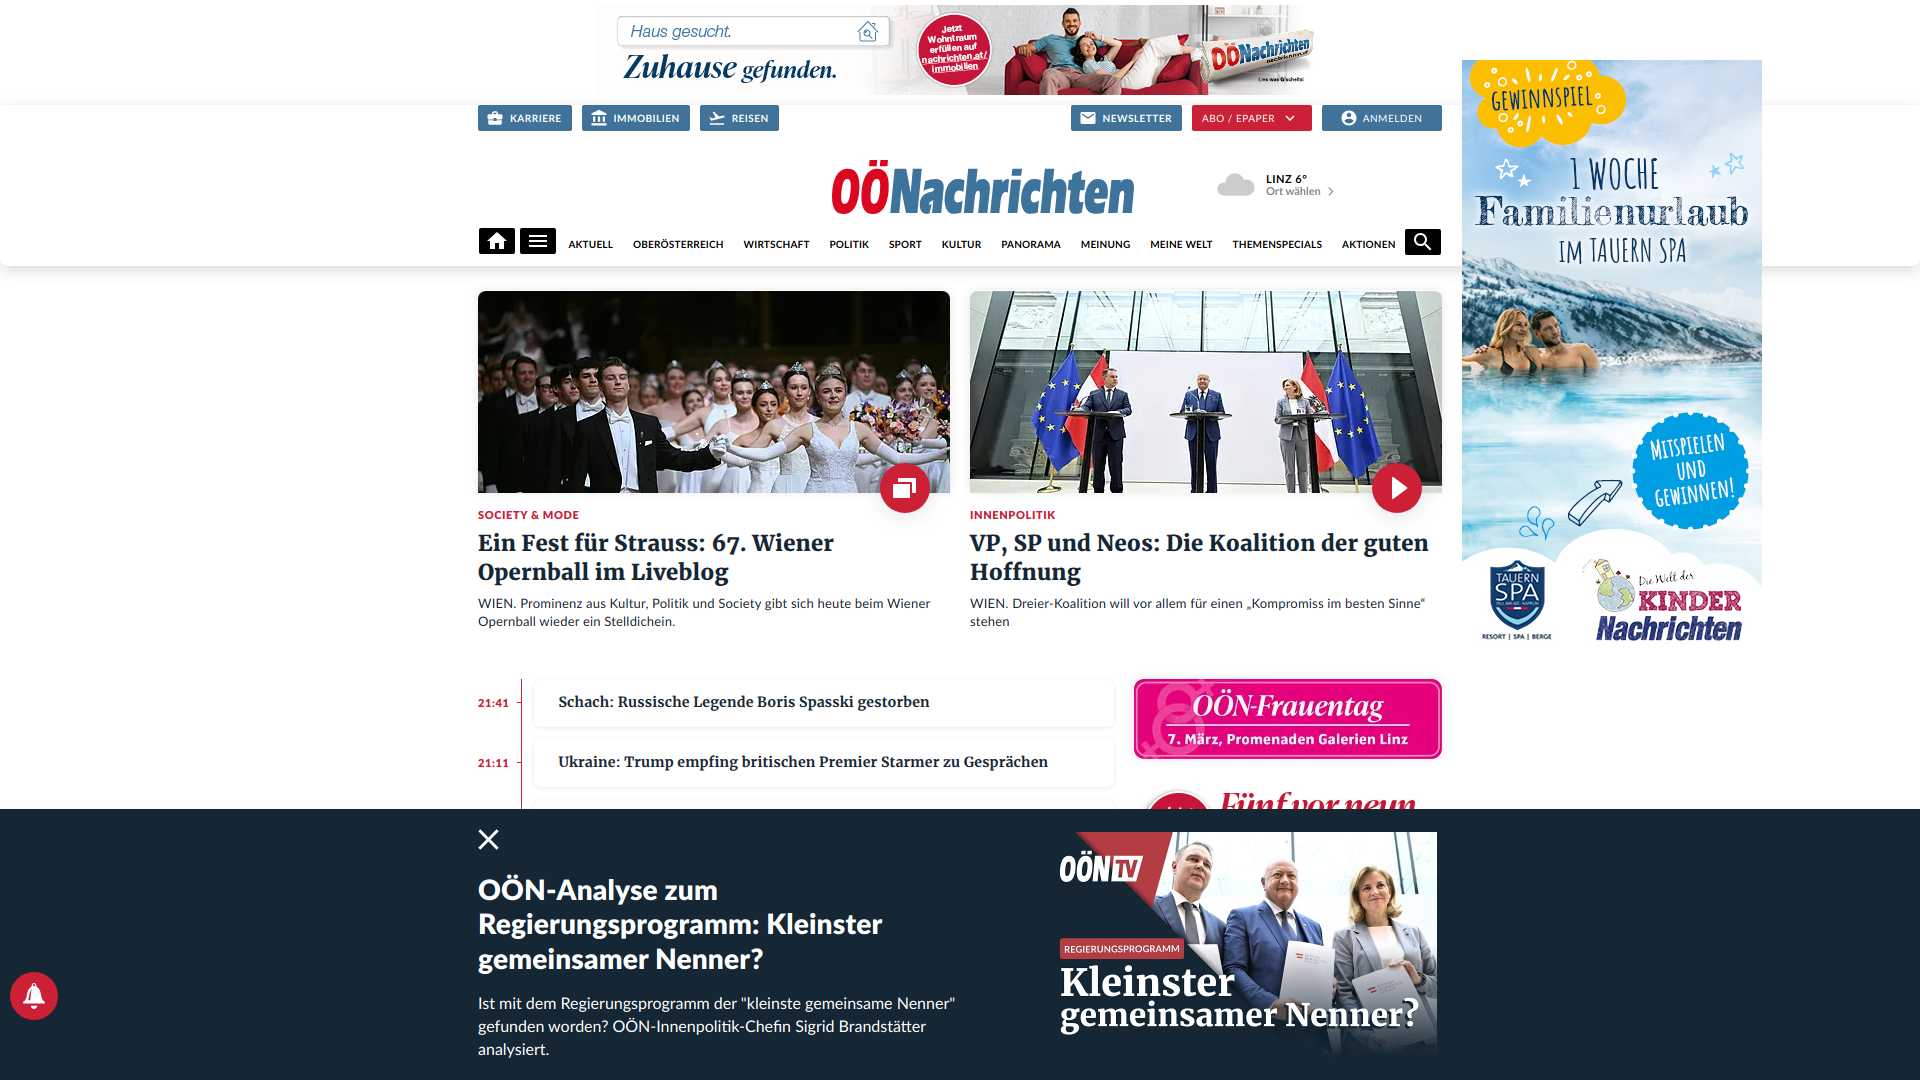 Haus gesucht.
Zuhause gefunden.
Jetzt
Wohntraum
erfüllen auf
nachrichten.at/
immobilien
OÖNachrichten
KARRIERE
IMMOBILIEN
REISEN
NEWSLETTER
ABO / EPAPER
ANMELDEN
OÖNachrichten
LINZ 6°
Ort wählen
AKTUELL
OBERÖSTERREICH
WIRTSCHAFT
POLITIK
SPORT
KULTUR
PANORAMA
MEINUNG
MEINE WELT
THEMENSPECIALS
AKTIONEN
GEWINNSPIEL
1 WOCHE
Familienurlaub
IM TAUERN SPA
MITSPIELEN
UND
GEWINNEN!
TAUERN
SPA
RESORT | SPA | BERGE
Die Welt der
KINDER
Nachrichten
SOCIETY & MODE
Ein Fest für Strauss: 67. Wiener
Opernball im Liveblog
WIEN. Prominenz aus Kultur, Politik und Society gibt sich heute beim Wiener
Opernball wieder ein Stelldichein.
INNENPOLITIK
VP, SP und Neos: Die Koalition der guten
Hoffnung
WIEN. Dreier-Koalition will vor allem für einen „Kompromiss im besten Sinne“
stehen
21:41
Schach: Russische Legende Boris Spasski gestorben
21:11
Ukraine: Trump empfing britischen Premier Starmer zu Gesprächen
OÖN-Frauentag
7. März, Promenaden Galerien Linz
Fünf vor neun
OÖN-Analyse zum
Regierungsprogramm: Kleinster
gemeinsamer Nenner?
Ist mit dem Regierungsprogramm der "kleinste gemeinsame Nenner"
gefunden worden? OÖN-Innenpolitik-Chefin Sigrid Brandstätter
analysiert.
OÖN TV
REGIERUNGSPROGRAMM
Kleinster
gemeinsamer Nenner?